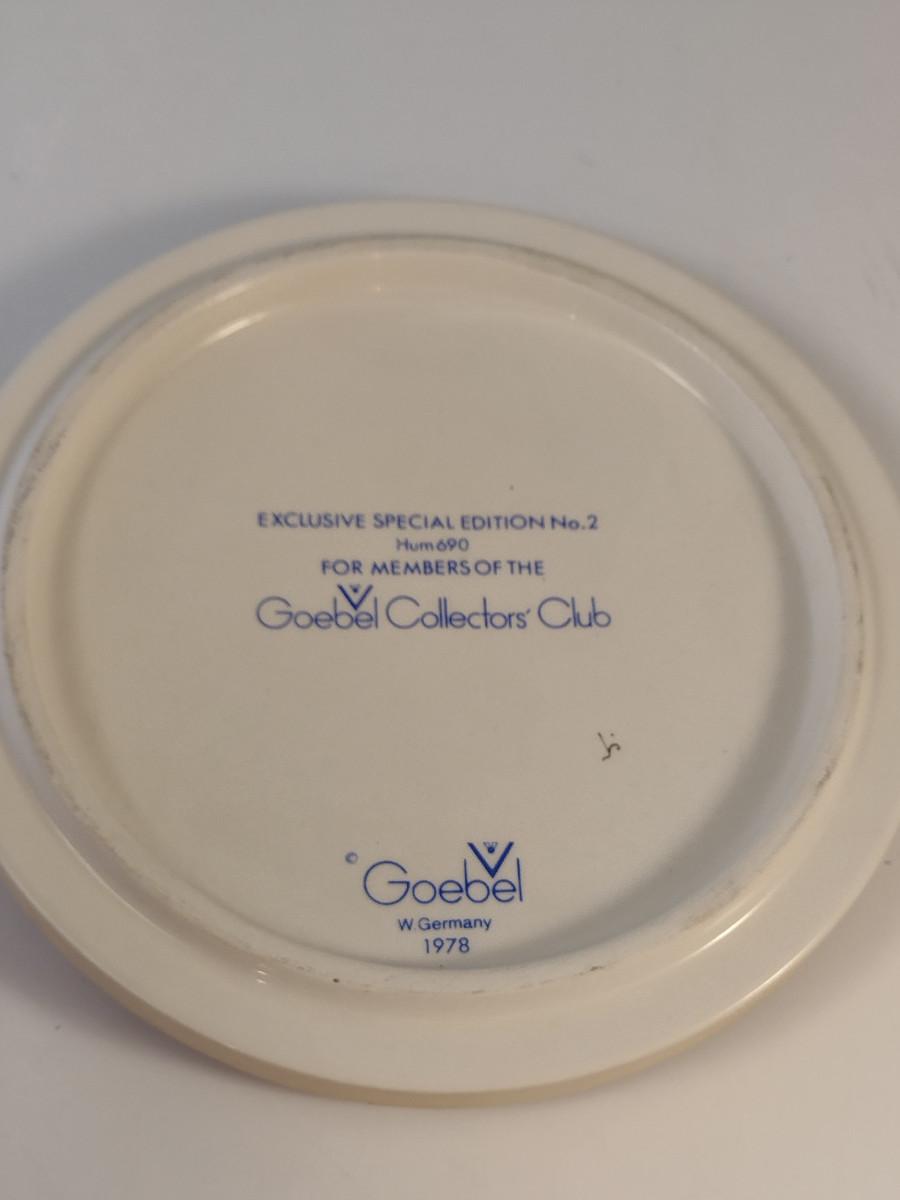 EXCLUSIVE SPECIAL EDITION No.2
Hum 690
FOR MEMBERS OF THE
Goebel Collectors' Club
© Goebel
W. Germany
1978